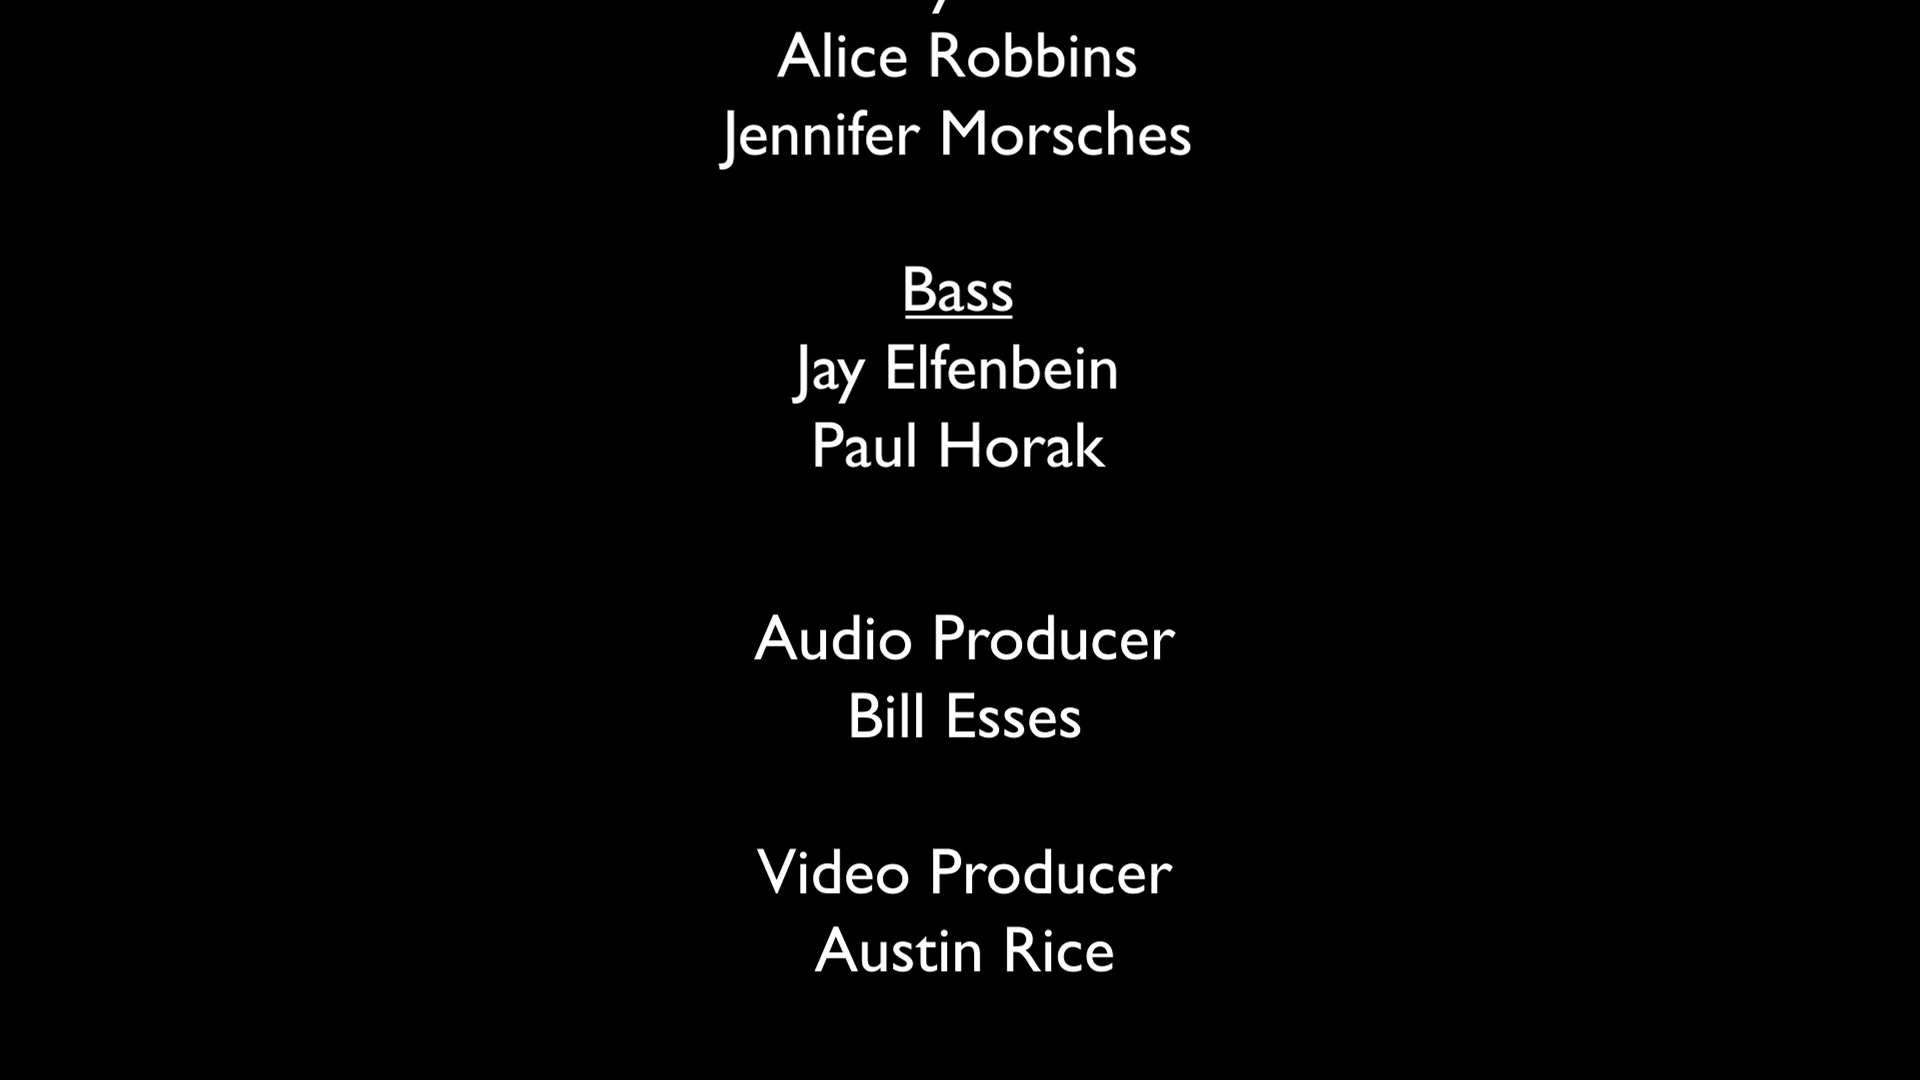 Alice Robbins
Jennifer Morsches
Bass
Jay Elfenbein
Paul Horak
Audio Producer
Bill Esses
Video Producer
Austin Rice